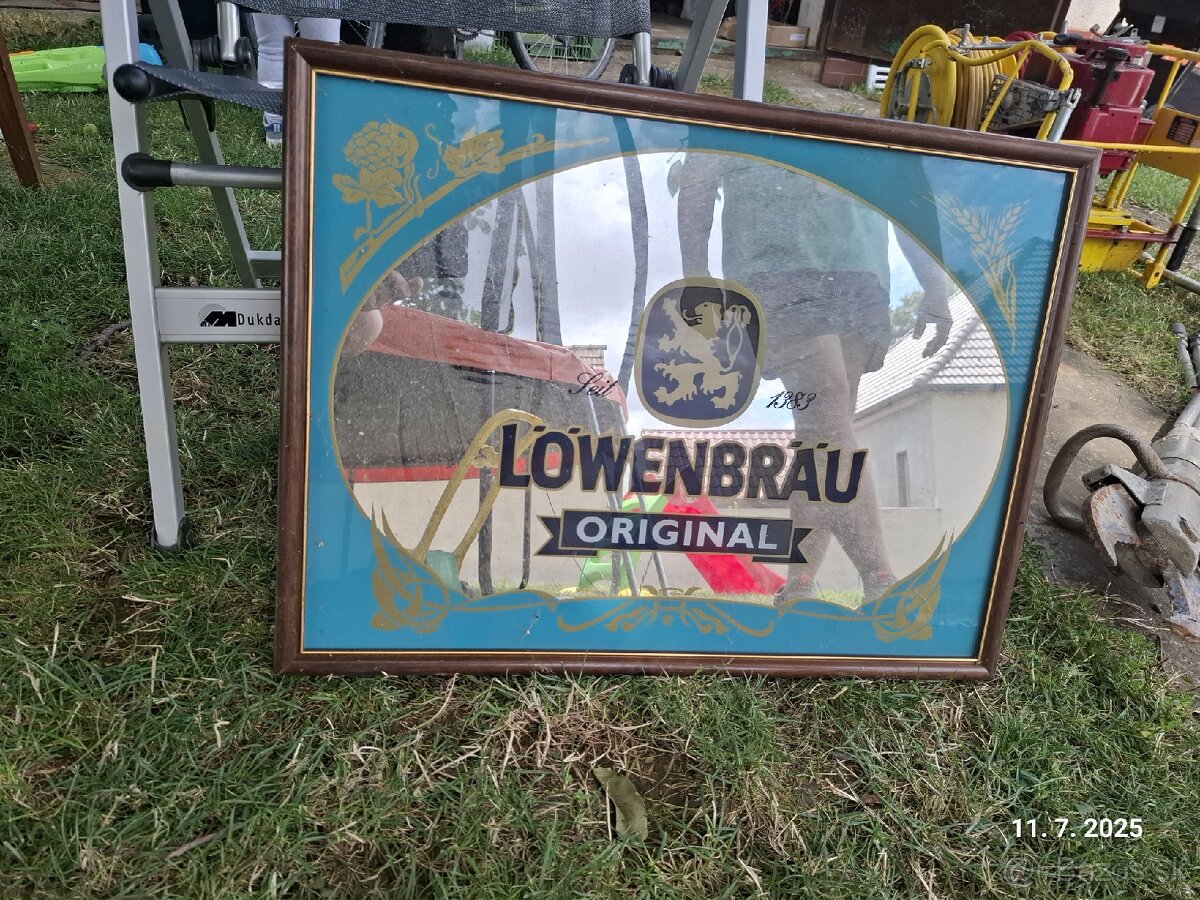 Dukda
Seit 1383
LÖWENBRÄU
ORIGINAL
11. 7. 2025